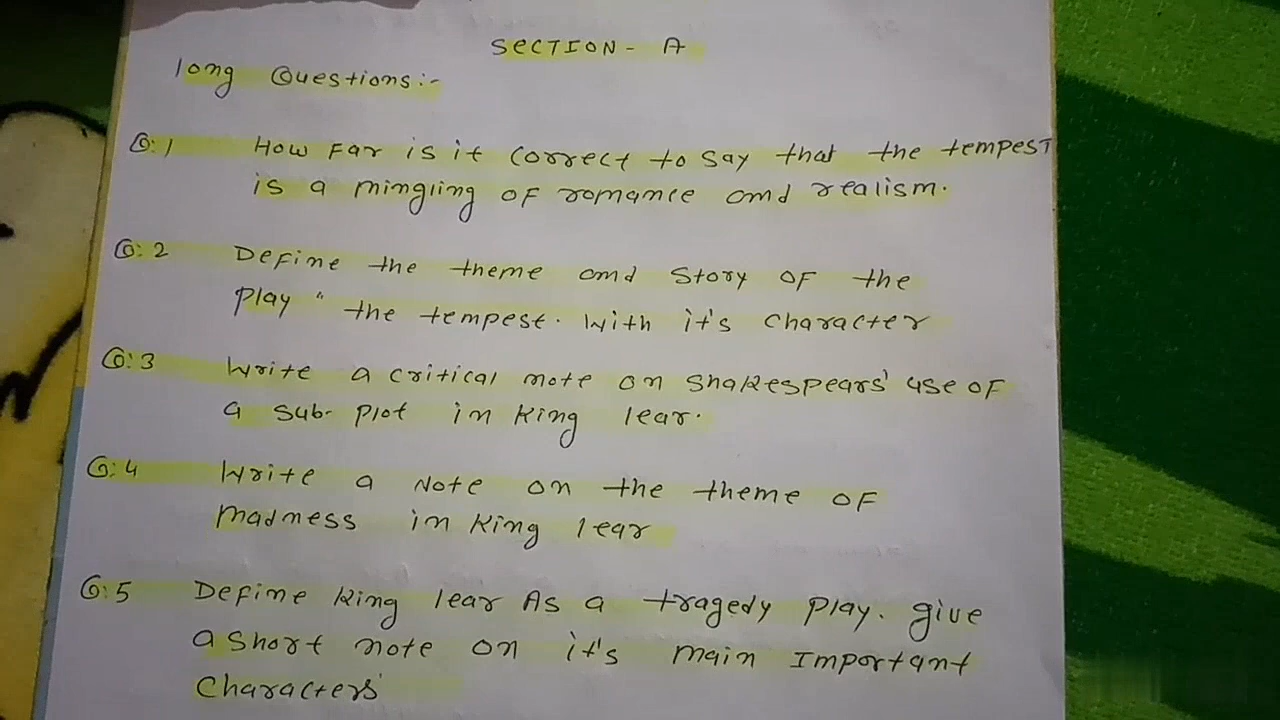 SECTION - A
long Questions:-
Q:1 How Far is it correct to say that the tempest
is a mingling of romance and realism.
Q:2 Define the theme and Story of the
Play " the tempest. With it's character
Q:3 Write a critical note on Shakespears' use of
a sub-plot in King lear.
Q:4 Write a Note on the theme of
madness in King lear
Q:5 Define King lear As a tragedy Play. give
a short note on it's main Important
Characters'